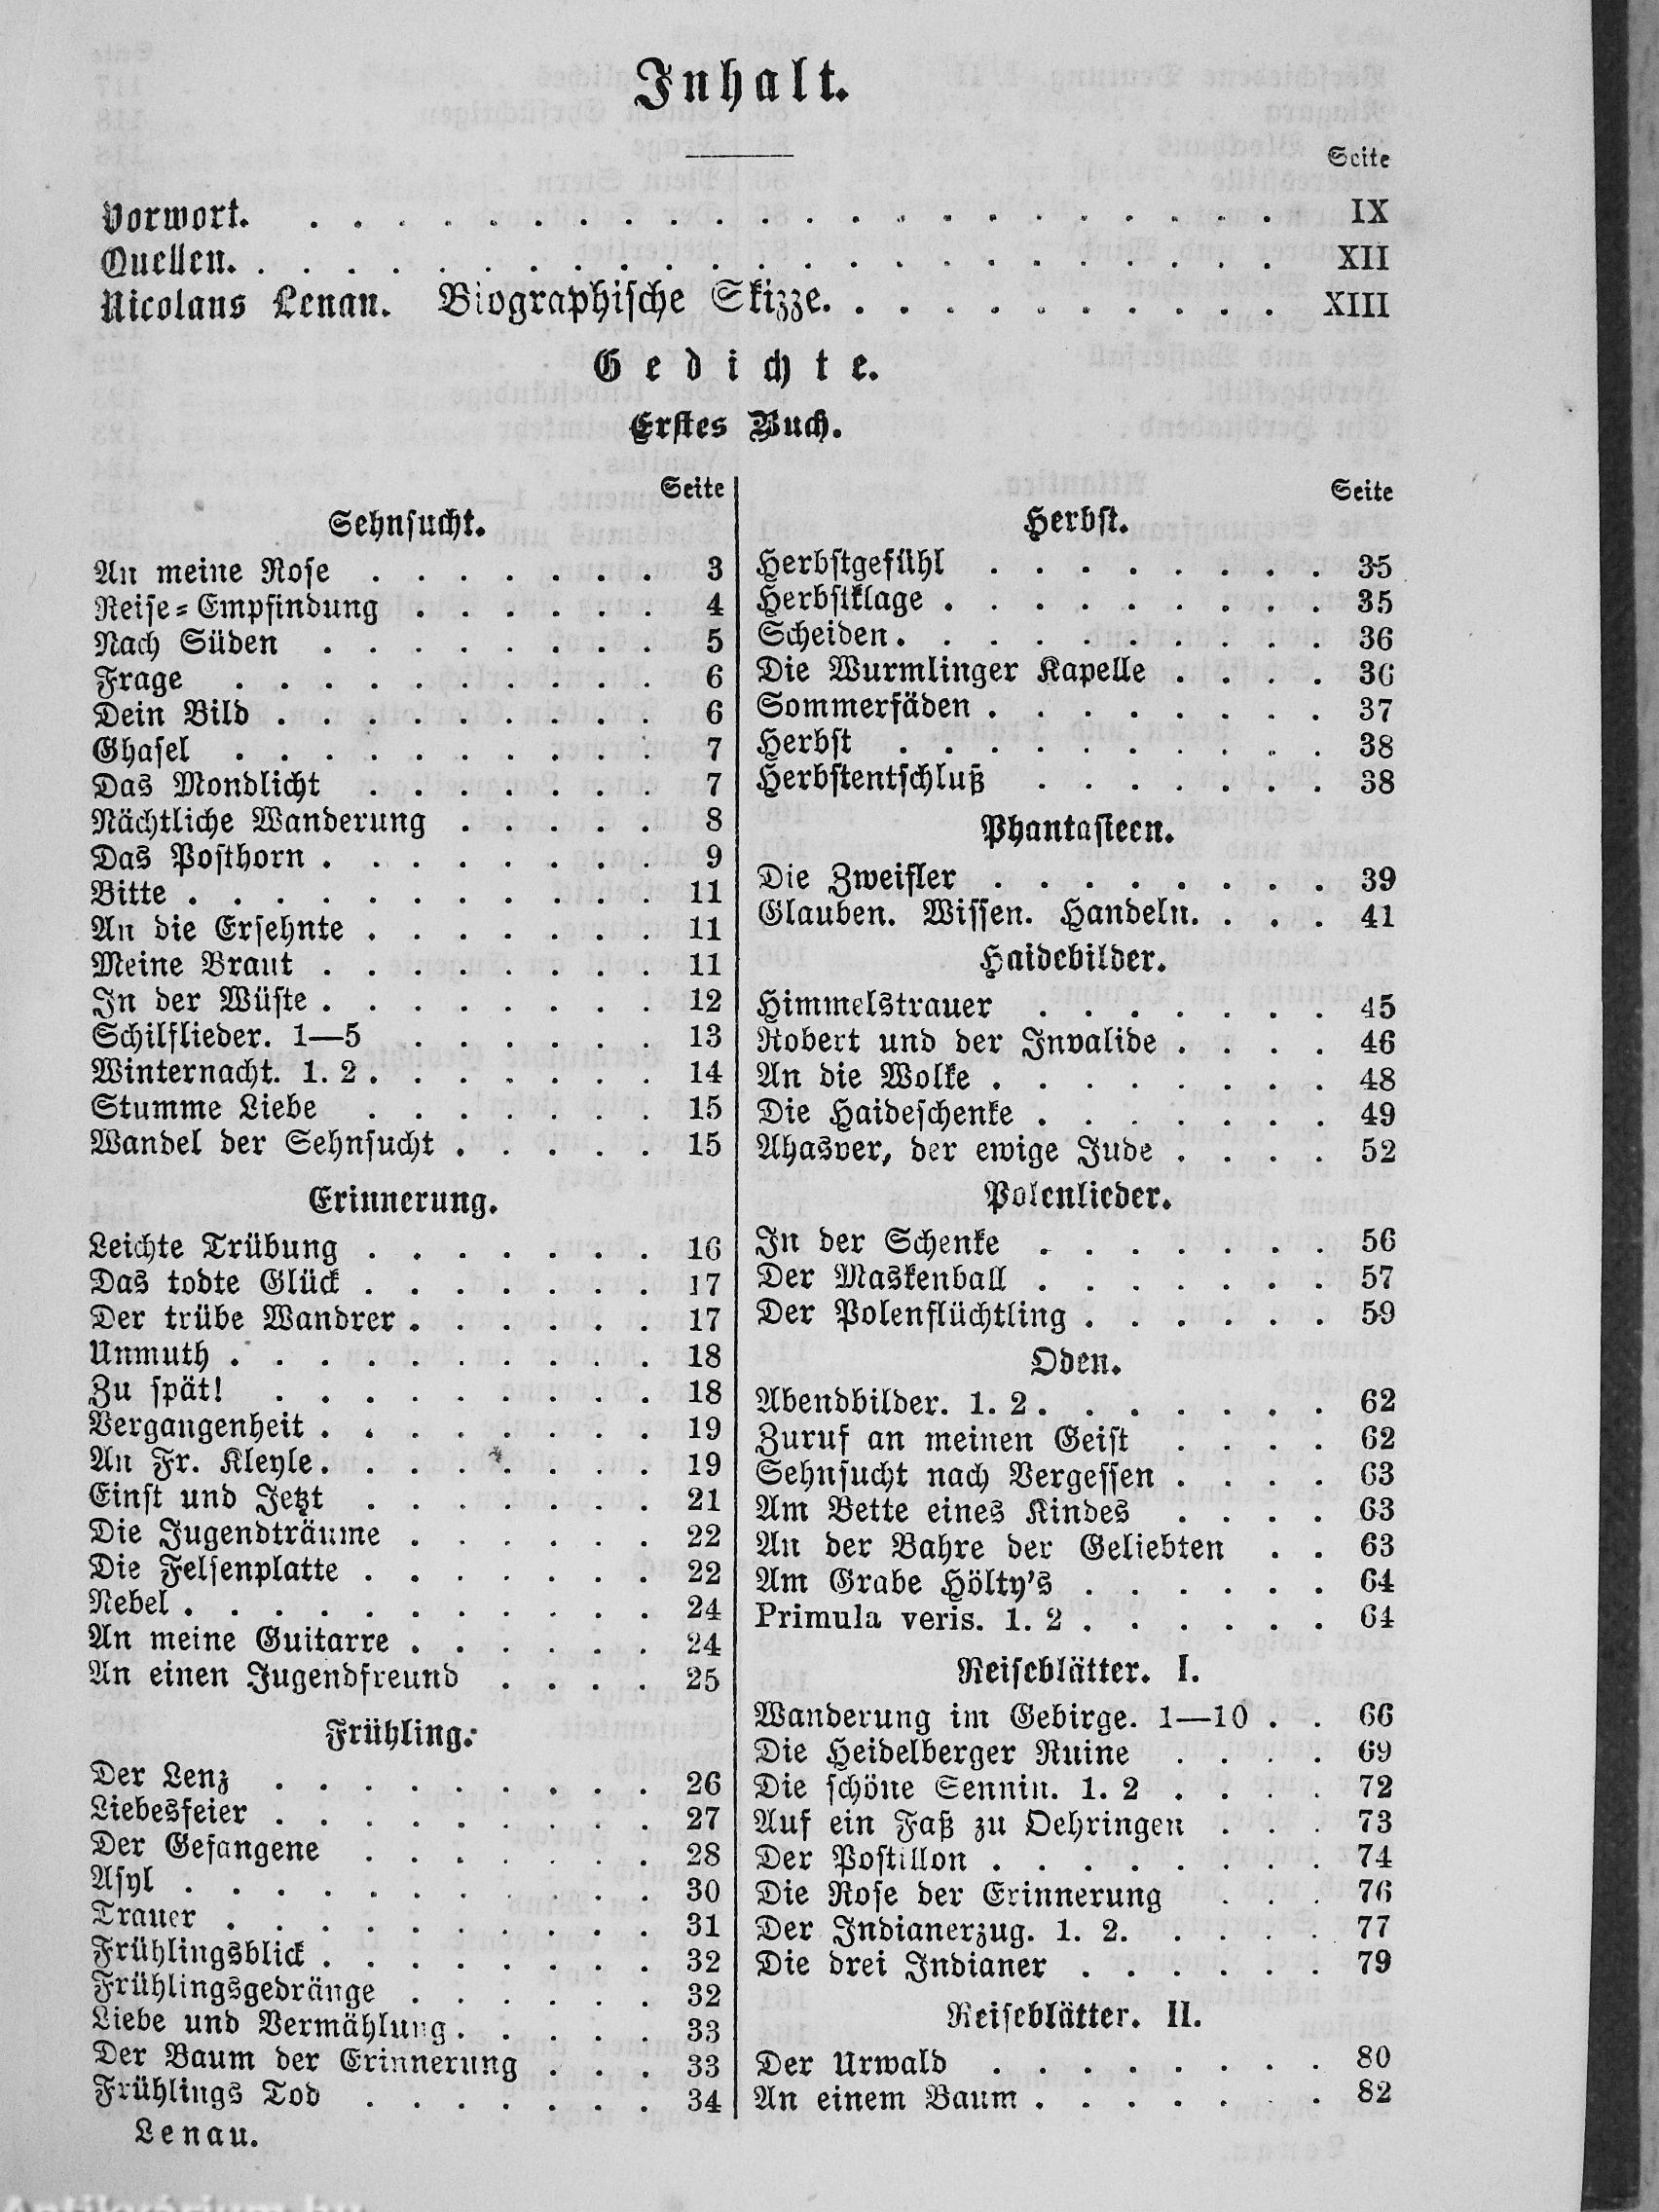 Inhalt.
Seite
Vorwort. . . . . . . . . . . . . . . . . . . . . . . . IX
Quellen. . . . . . . . . . . . . . . . . . . . . . . . XII
Nicolaus Lenau. Biographische Skizze. . . . . . . . . . . XIII
Gedichte.
Erstes Buch.
Seite
Sehnsucht.
An meine Rose . . . . . . . 3
Reise-Empfindung . . . . . . 4
Nach Süden . . . . . . . . 5
Frage . . . . . . . . . . 6
Dein Bild . . . . . . . . . 6
Ghasel . . . . . . . . . . 7
Das Mondlicht . . . . . . . 7
Nächtliche Wanderung . . . . . 8
Das Posthorn . . . . . . . . 9
Bitte . . . . . . . . . . . 11
An die Ersehnte . . . . . . . 11
Meine Braut . . . . . . . . 11
In der Wüste . . . . . . . . 12
Schilflieder. 1—5 . . . . . . 13
Winternacht. 1. 2 . . . . . . . 14
Stumme Liebe . . . . . . . 15
Wandel der Sehnsucht . . . . . 15
Erinnerung.
Leichte Trübung . . . . . . . 16
Das todte Glück . . . . . . . 17
Der trübe Wandrer . . . . . . 17
Unmuth . . . . . . . . . . 18
Zu spät! . . . . . . . . . 18
Vergangenheit . . . . . . . . 19
An Fr. Kleyle . . . . . . . . 19
Einst und Jetzt . . . . . . . 21
Die Jugendträume . . . . . . 22
Die Felsenplatte . . . . . . . 22
Nebel . . . . . . . . . . . 24
An meine Guitarre . . . . . . 24
An einen Jugendfreund . . . . 25
Frühling.
Der Lenz . . . . . . . . . 26
Liebesfeier . . . . . . . . . 27
Der Gefangene . . . . . . . 28
Asyl . . . . . . . . . . . 30
Trauer . . . . . . . . . . 31
Frühlingsblick . . . . . . . . 32
Frühlingsgedränge . . . . . . 32
Liebe und Vermählung . . . . . 33
Der Baum der Erinnerung . . . 33
Frühlings Tod . . . . . . . 34
Lenau.
Seite
Herbst.
Herbstgefühl . . . . . . . . 35
Herbstklage . . . . . . . . . 35
Scheiden . . . . . . . . . . 36
Die Wurmlinger Kapelle . . . . 36
Sommerfäden . . . . . . . . 37
Herbst . . . . . . . . . . 38
Herbstentschluß . . . . . . . 38
Phantasieen.
Die Zweifler . . . . . . . . 39
Glauben. Wissen. Handeln. . . . 41
Haidebilder.
Himmelstrauer . . . . . . . 45
Robert und der Invalide . . . . 46
An die Wolke . . . . . . . . 48
Die Haideschenke . . . . . . . 49
Ahasver, der ewige Jude . . . . 52
Polenlieder.
In der Schenke . . . . . . . 56
Der Maskenball . . . . . . . 57
Der Polenflüchtling . . . . . . 59
Oden.
Abendbilder. 1. 2 . . . . . . . 62
Zuruf an meinen Geist . . . . 62
Sehnsucht nach Vergessen . . . . 63
Am Bette eines Kindes . . . . 63
An der Bahre der Geliebten . . 63
Am Grabe Hölty's . . . . . . 64
Primula veris. 1. 2 . . . . . . 64
Reiseblätter. I.
Wanderung im Gebirge. 1—10 . . 66
Die Heidelberger Ruine . . . . 69
Die schöne Sennin. 1. 2 . . . . 72
Auf ein Faß zu Oehringen . . . 73
Der Postillon . . . . . . . . 74
Die Rose der Erinnerung . . . 76
Der Indianerzug. 1. 2. . . . . 77
Die drei Indianer . . . . . . 79
Reiseblätter. II.
Der Urwald . . . . . . . . 80
An einem Baum . . . . . . . 82